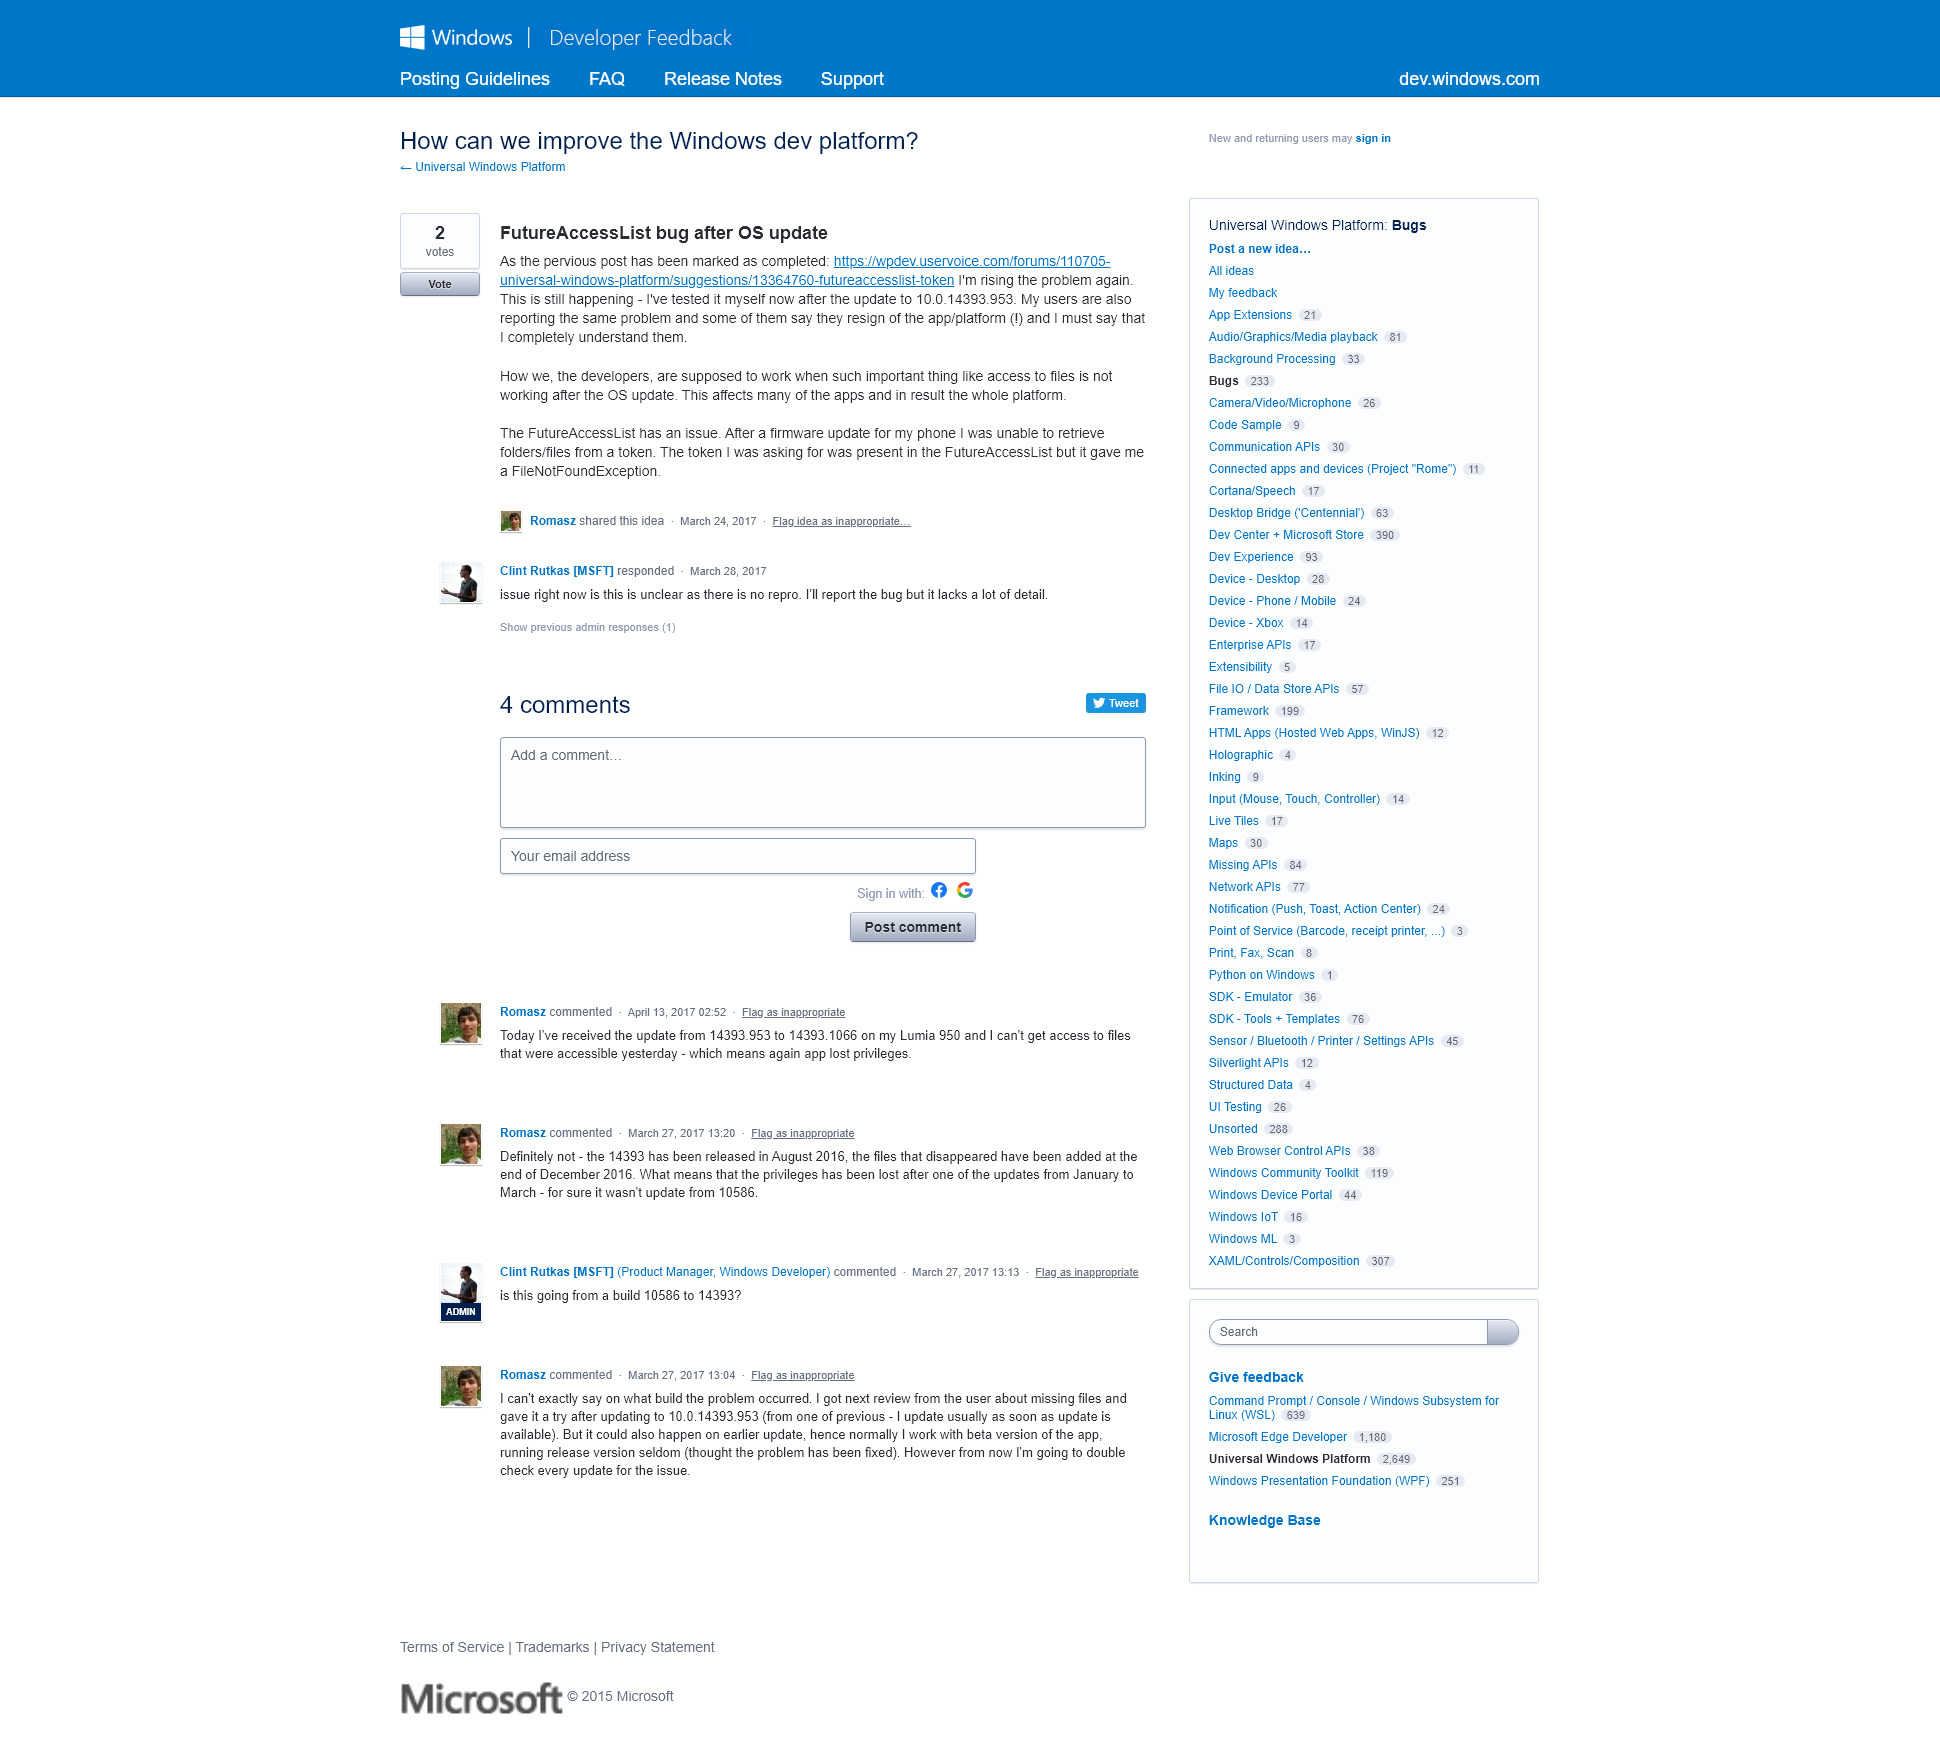 Windows | Developer Feedback
Posting Guidelines FAQ Release Notes Support dev.windows.com
How can we improve the Windows dev platform?
← Universal Windows Platform
New and returning users may sign in
2
votes
Vote
FutureAccessList bug after OS update
As the pervious post has been marked as completed: https://wpdev.uservoice.com/forums/110705-
universal-windows-platform/suggestions/13364760-futureaccesslist-token I'm rising the problem again.
This is still happening - I've tested it myself now after the update to 10.0.14393.953. My users are also
reporting the same problem and some of them say they resign of the app/platform (!) and I must say that
I completely understand them.
How we, the developers, are supposed to work when such important thing like access to files is not
working after the OS update. This affects many of the apps and in result the whole platform.
The FutureAccessList has an issue. After a firmware update for my phone I was unable to retrieve
folders/files from a token. The token I was asking for was present in the FutureAccessList but it gave me
a FileNotFoundException.
Romasz shared this idea · March 24, 2017 · Flag idea as inappropriate…
Clint Rutkas [MSFT] responded · March 28, 2017
issue right now is this is unclear as there is no repro. I'll report the bug but it lacks a lot of detail.
Show previous admin responses (1)
4 comments
Tweet
Add a comment…
Your email address
Sign in with:
Post comment
Romasz commented · April 13, 2017 02:52 · Flag as inappropriate
Today I've received the update from 14393.953 to 14393.1066 on my Lumia 950 and I can't get access to files
that were accessible yesterday - which means again app lost privileges.
Romasz commented · March 27, 2017 13:20 · Flag as inappropriate
Definitely not - the 14393 has been released in August 2016, the files that disappeared have been added at the
end of December 2016. What means that the privileges has been lost after one of the updates from January to
March - for sure it wasn't update from 10586.
Clint Rutkas [MSFT] (Product Manager, Windows Developer) commented · March 27, 2017 13:13 · Flag as inappropriate
ADMIN
is this going from a build 10586 to 14393?
Romasz commented · March 27, 2017 13:04 · Flag as inappropriate
I can't exactly say on what build the problem occurred. I got next review from the user about missing files and
gave it a try after updating to 10.0.14393.953 (from one of previous - I update usually as soon as update is
available). But it could also happen on earlier update, hence normally I work with beta version of the app,
running release version seldom (thought the problem has been fixed). However from now I'm going to double
check every update for the issue.
Universal Windows Platform: Bugs
Post a new idea…
All ideas
My feedback
App Extensions 21
Audio/Graphics/Media playback 81
Background Processing 33
Bugs 233
Camera/Video/Microphone 26
Code Sample 9
Communication APIs 30
Connected apps and devices (Project "Rome") 11
Cortana/Speech 17
Desktop Bridge ('Centennial') 63
Dev Center + Microsoft Store 390
Dev Experience 93
Device - Desktop 28
Device - Phone / Mobile 24
Device - Xbox 14
Enterprise APIs 17
Extensibility 5
File IO / Data Store APIs 57
Framework 199
HTML Apps (Hosted Web Apps, WinJS) 12
Holographic 4
Inking 9
Input (Mouse, Touch, Controller) 14
Live Tiles 17
Maps 30
Missing APIs 84
Network APIs 77
Notification (Push, Toast, Action Center) 24
Point of Service (Barcode, receipt printer, ...) 3
Print, Fax, Scan 8
Python on Windows 1
SDK - Emulator 36
SDK - Tools + Templates 76
Sensor / Bluetooth / Printer / Settings APIs 45
Silverlight APIs 12
Structured Data 4
UI Testing 26
Unsorted 288
Web Browser Control APIs 38
Windows Community Toolkit 119
Windows Device Portal 44
Windows IoT 16
Windows ML 3
XAML/Controls/Composition 307
Search
Give feedback
Command Prompt / Console / Windows Subsystem for
Linux (WSL) 639
Microsoft Edge Developer 1,180
Universal Windows Platform 2,649
Windows Presentation Foundation (WPF) 251
Knowledge Base
Terms of Service | Trademarks | Privacy Statement
Microsoft © 2015 Microsoft